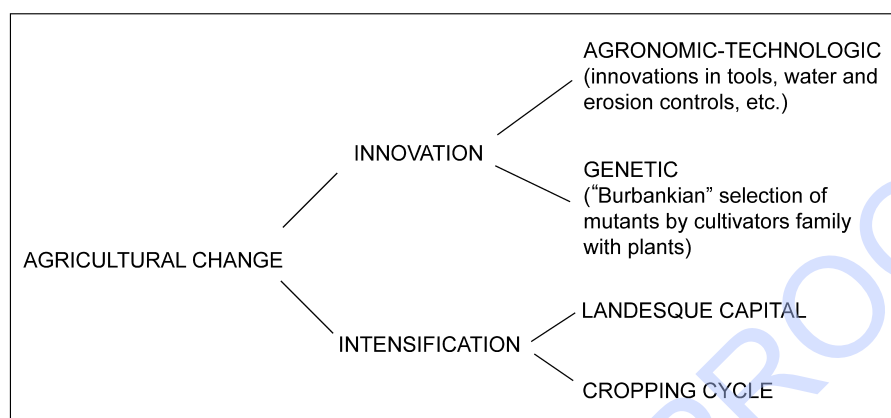 AGRONOMIC-TECHNOLOGIC
(innovations in tools, water and
erosion controls, etc.)
INNOVATION
GENETIC
(“Burbankian” selection of
mutants by cultivators family
with plants)
AGRICULTURAL CHANGE
LANDESQUE CAPITAL
INTENSIFICATION
CROPPING CYCLE
PROO